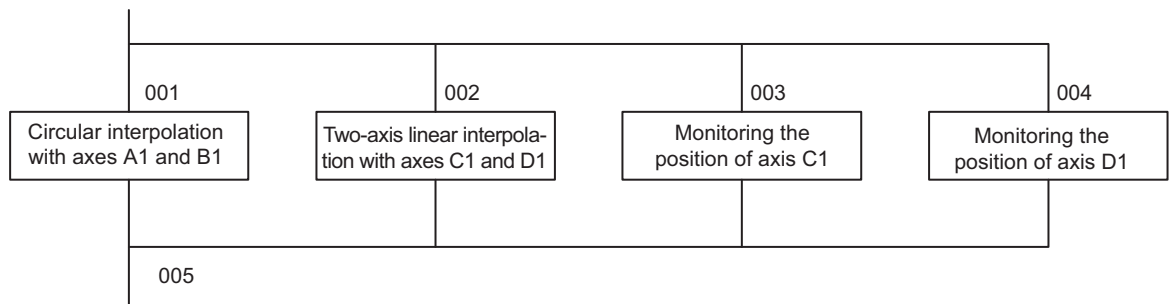 001
Circular interpolation
with axes A1 and B1
002
Two-axis linear interpola-
tion with axes C1 and D1
003
Monitoring the
position of axis C1
004
Monitoring the
position of axis D1
005